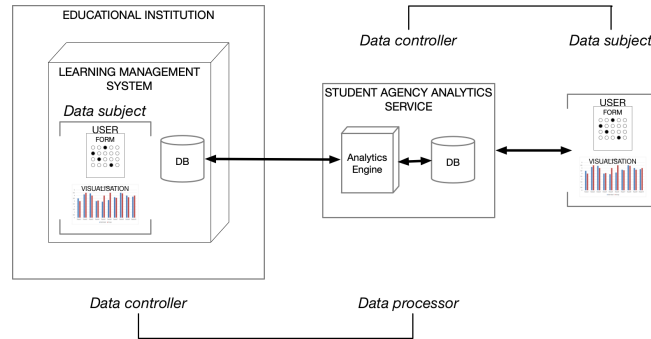 EDUCATIONAL INSTITUTION
LEARNING MANAGEMENT
SYSTEM
Data subject
USER
FORM
VISUALISATION
DB
Data controller
Data subject
STUDENT AGENCY ANALYTICS
SERVICE
Analytics
Engine
DB
USER
FORM
VISUALISATION
Data controller
Data processor